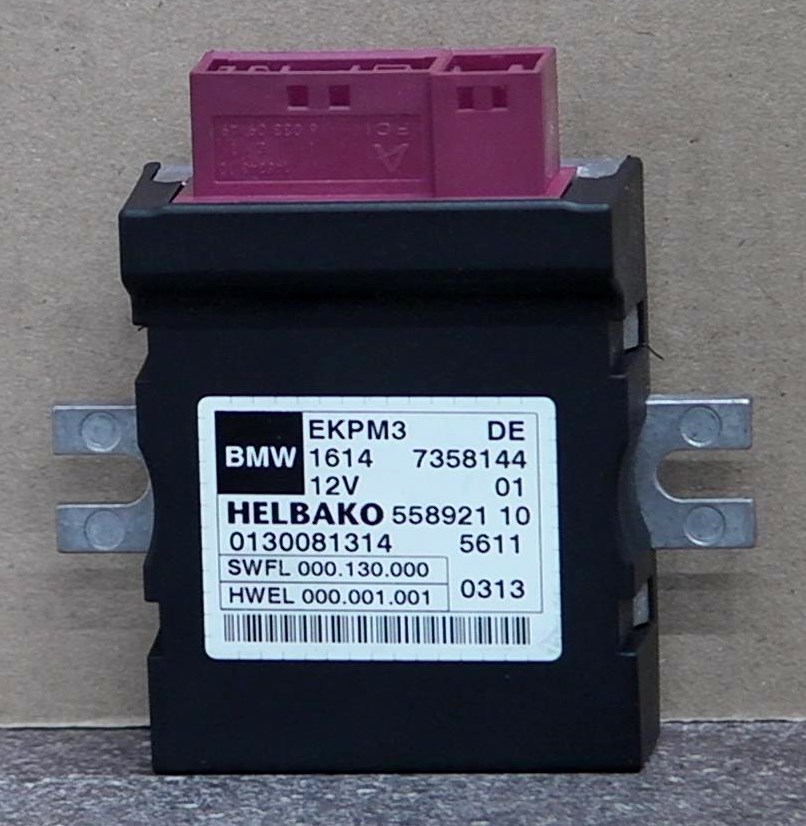 FCI
A
BMW
EKPM3 DE
1614 7358144
12V 01
HELBAKO 558921 10
0130081314 5611
SWFL 000.130.000
HWEL 000.001.001
0313